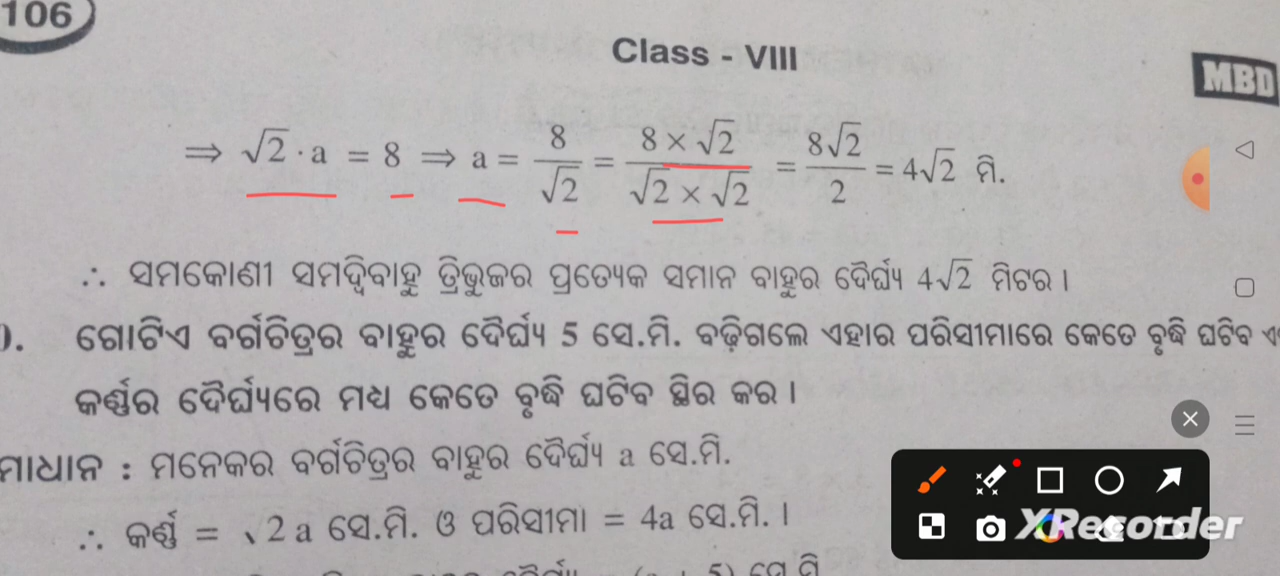 106
Class - VIII
MBD
⇒ √2 · a = 8 ⇒ a = 8/√2 = (8 × √2)/(√2 × √2) = 8√2/2 = 4√2 ମି.
∴ ସମକୋଣୀ ସମଦ୍ୱିବାହୁ ତ୍ରିଭୁଜର ପ୍ରତ୍ୟେକ ସମାନ ବାହୁର ଦୈର୍ଘ୍ୟ 4√2 ମିଟର ।
ଗୋଟିଏ ବର୍ଗଚିତ୍ରର ବାହୁର ଦୈର୍ଘ୍ୟ 5 ସେ.ମି. ବଢ଼ିଗଲେ ଏହାର ପରିସୀମାରେ କେତେ ବୃଦ୍ଧି ଘଟିବ
କର୍ଣ୍ଣର ଦୈର୍ଘ୍ୟରେ ମଧ୍ୟ କେତେ ବୃଦ୍ଧି ଘଟିବ ସ୍ଥିର କର ।
ମାଧାନ : ମନେକର ବର୍ଗଚିତ୍ରର ବାହୁର ଦୈର୍ଘ୍ୟ a ସେ.ମି.
∴ କର୍ଣ୍ଣ = √2 a ସେ.ମି. ଓ ପରିସୀମା = 4a ସେ.ମି. ।
XRecorder